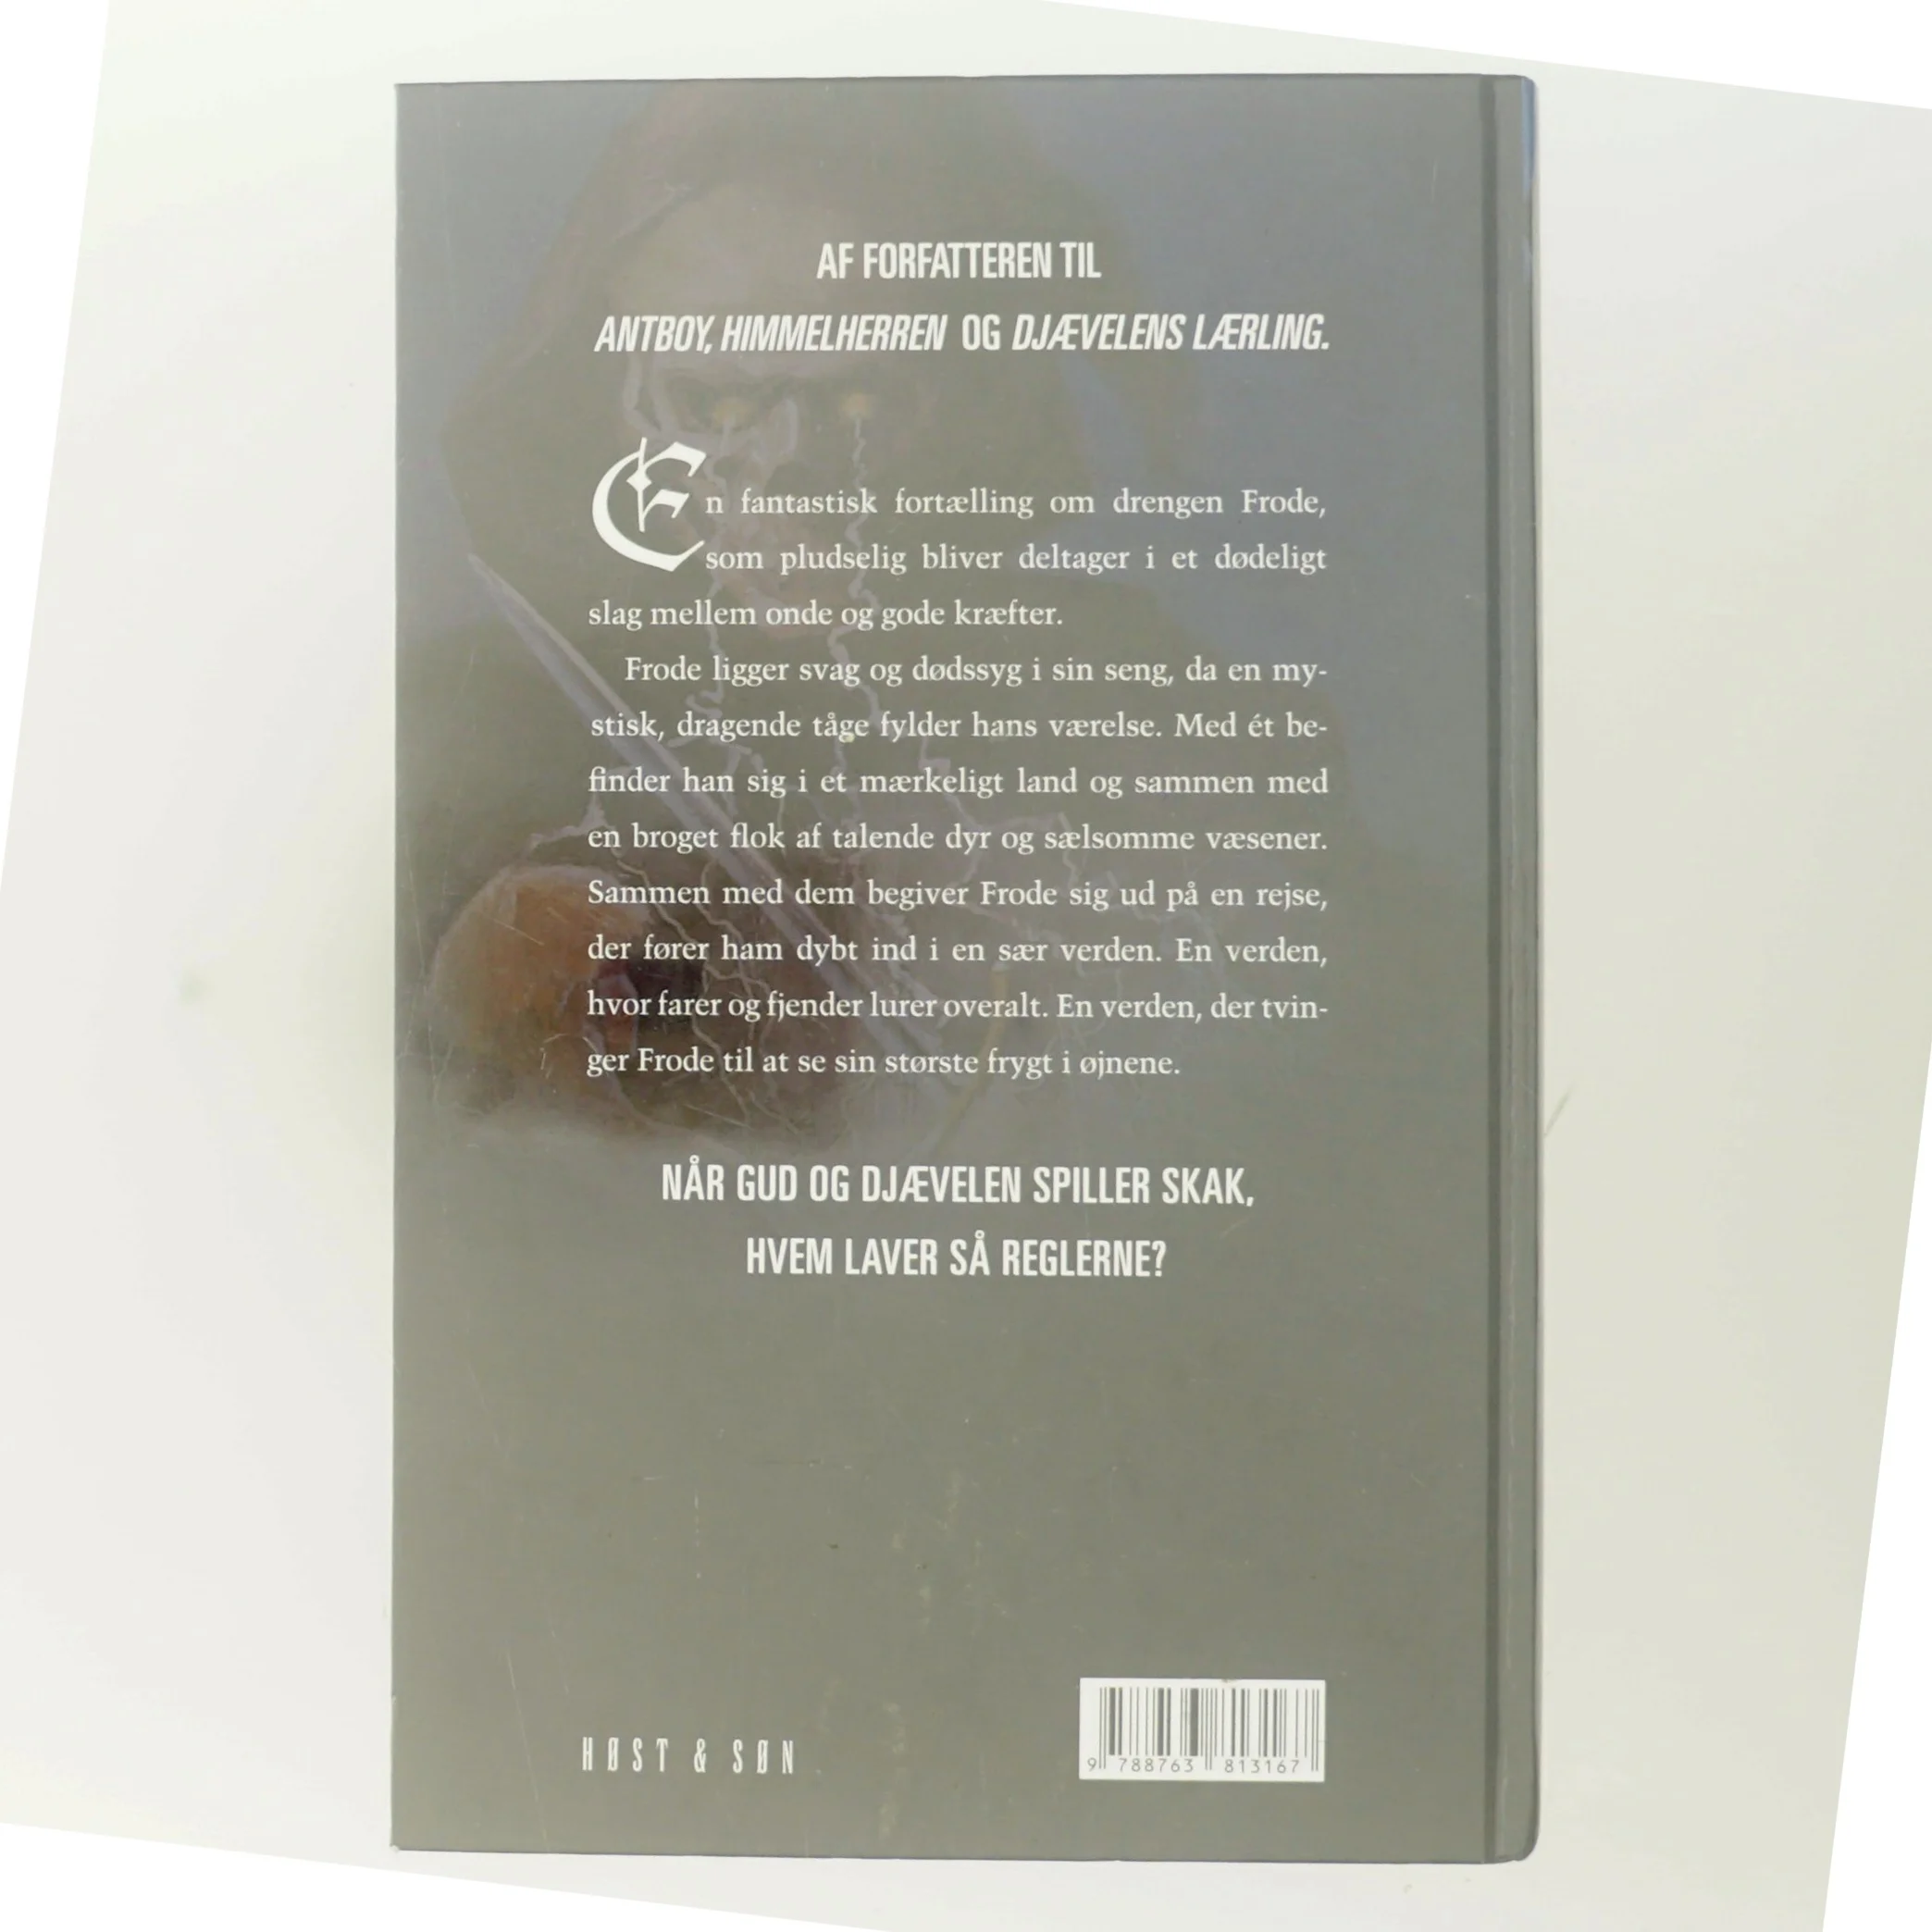 AF FORFATTEREN TIL
ANTBOY, HIMMELHERREN OG DJÆVELENS LÆRLING.
En fantastisk fortælling om drengen Frode,
som pludselig bliver deltager i et dødeligt
slag mellem onde og gode kræfter.
Frode ligger svag og dødssyg i sin seng, da en my-
stisk, dragende tåge fylder hans værelse. Med ét be-
finder han sig i et mærkeligt land og sammen med
en broget flok af talende dyr og sælsomme væsener.
Sammen med dem begiver Frode sig ud på en rejse,
der fører ham dybt ind i en sær verden. En verden,
hvor farer og fjender lurer overalt. En verden, der tvin-
ger Frode til at se sin største frygt i øjnene.
NÅR GUD OG DJÆVELEN SPILLER SKAK,
HVEM LAVER SÅ REGLERNE?
HØST & SØN
9 788763 813167